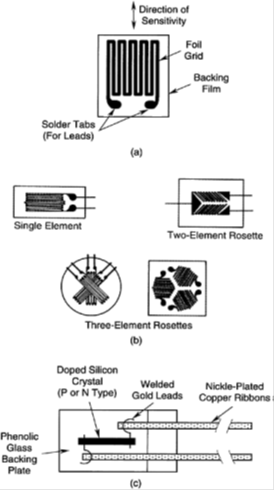 Direction of
Sensitivity
Foil
Grid
Backing
Film
Solder Tabs
(For Leads)
(a)
Single Element
Two-Element Rosette
Three-Element Rosettes
(b)
Doped Silicon
Crystal
(P or N Type)
Welded
Gold Leads
Nickle-Plated
Copper Ribbons
Phenolic
Glass
Backing
Plate
(c)